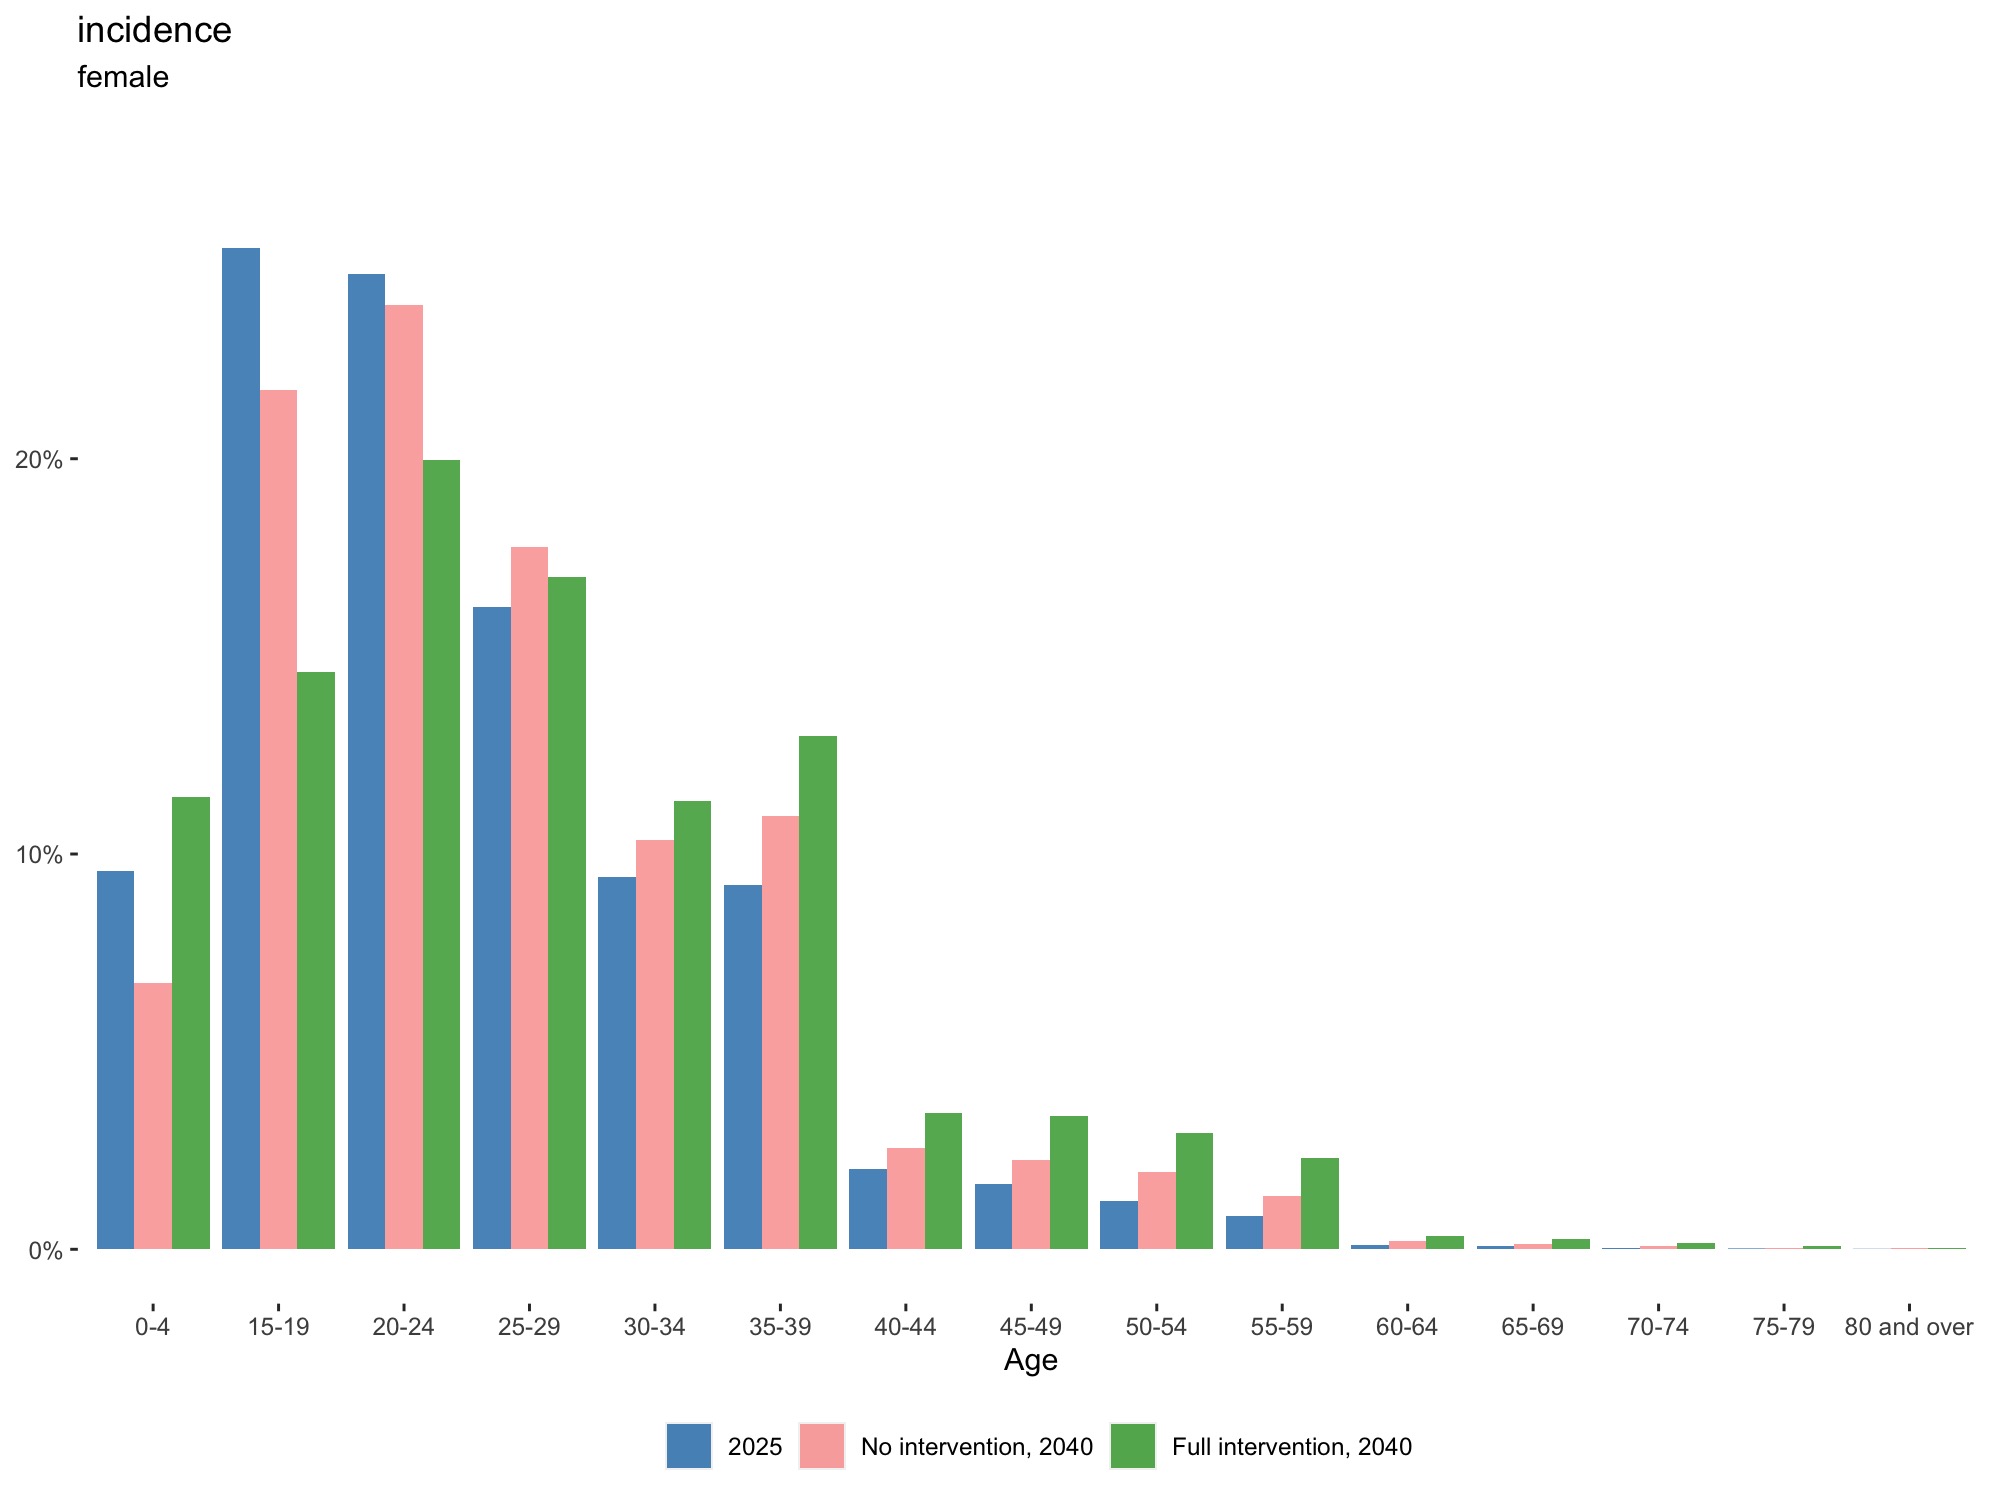 incidence
female
20%
10%
0%
0-4 15-19 20-24 25-29 30-34 35-39 40-44 45-49 50-54 55-59 60-64 65-69 70-74 75-79 80 and over
Age
2025 No intervention, 2040 Full intervention, 2040